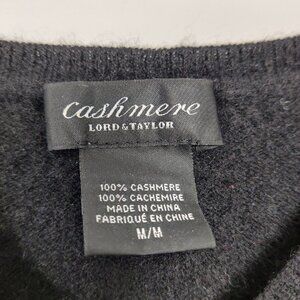 Cashmere
LORD & TAYLOR
100% CASHMERE
100% CACHEMIRE
MADE IN CHINA
FABRIQUÉ EN CHINE
M/M